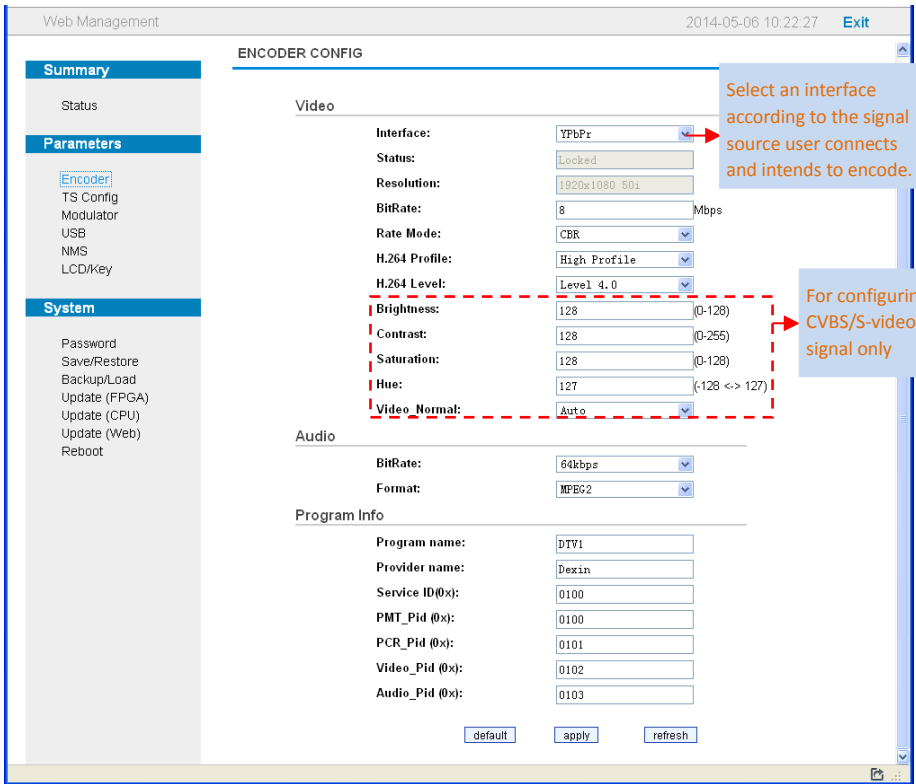 Web Management
2014-05-06 10:22:27 Exit
Summary
Status
Parameters
Encoder
TS Config
Modulator
USB
NMS
LCD/Key
System
Password
Save/Restore
Backup/Load
Update (FPGA)
Update (CPU)
Update (Web)
Reboot
ENCODER CONFIG
Video
Interface: YPbPr
Status: Locked
Resolution: 1920x1080 50i
BitRate: 8 Mbps
Rate Mode: CBR
H.264 Profile: High Profile
H.264 Level: Level 4.0
Brightness: 128 (0-128)
Contrast: 128 (0-255)
Saturation: 128 (0-128)
Hue: 127 (-128 <-> 127)
Video_Normal: Auto
Select an interface
according to the signal
source user connects
and intends to encode.
For configurin
CVBS/S-video
signal only
Audio
BitRate: 64kbps
Format: MPEG2
Program Info
Program name: DTV1
Provider name: Dexin
Service ID(0x): 0100
PMT_Pid (0x): 0100
PCR_Pid (0x): 0101
Video_Pid (0x): 0102
Audio_Pid (0x): 0103
default apply refresh